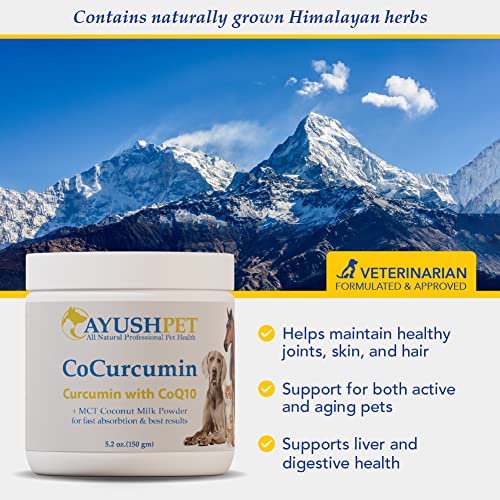 Contains naturally grown Himalayan herbs
VETERINARIAN
FORMULATED & APPROVED
AYUSHPET
All Natural Professional Pet Health
CoCurcumin
Curcumin with CoQ10
+ MCT Coconut Milk Powder
for fast absorbtion & best results
5.2 oz.(150 gm)
Helps maintain healthy
joints, skin, and hair
Support for both active
and aging pets
Supports liver and
digestive health